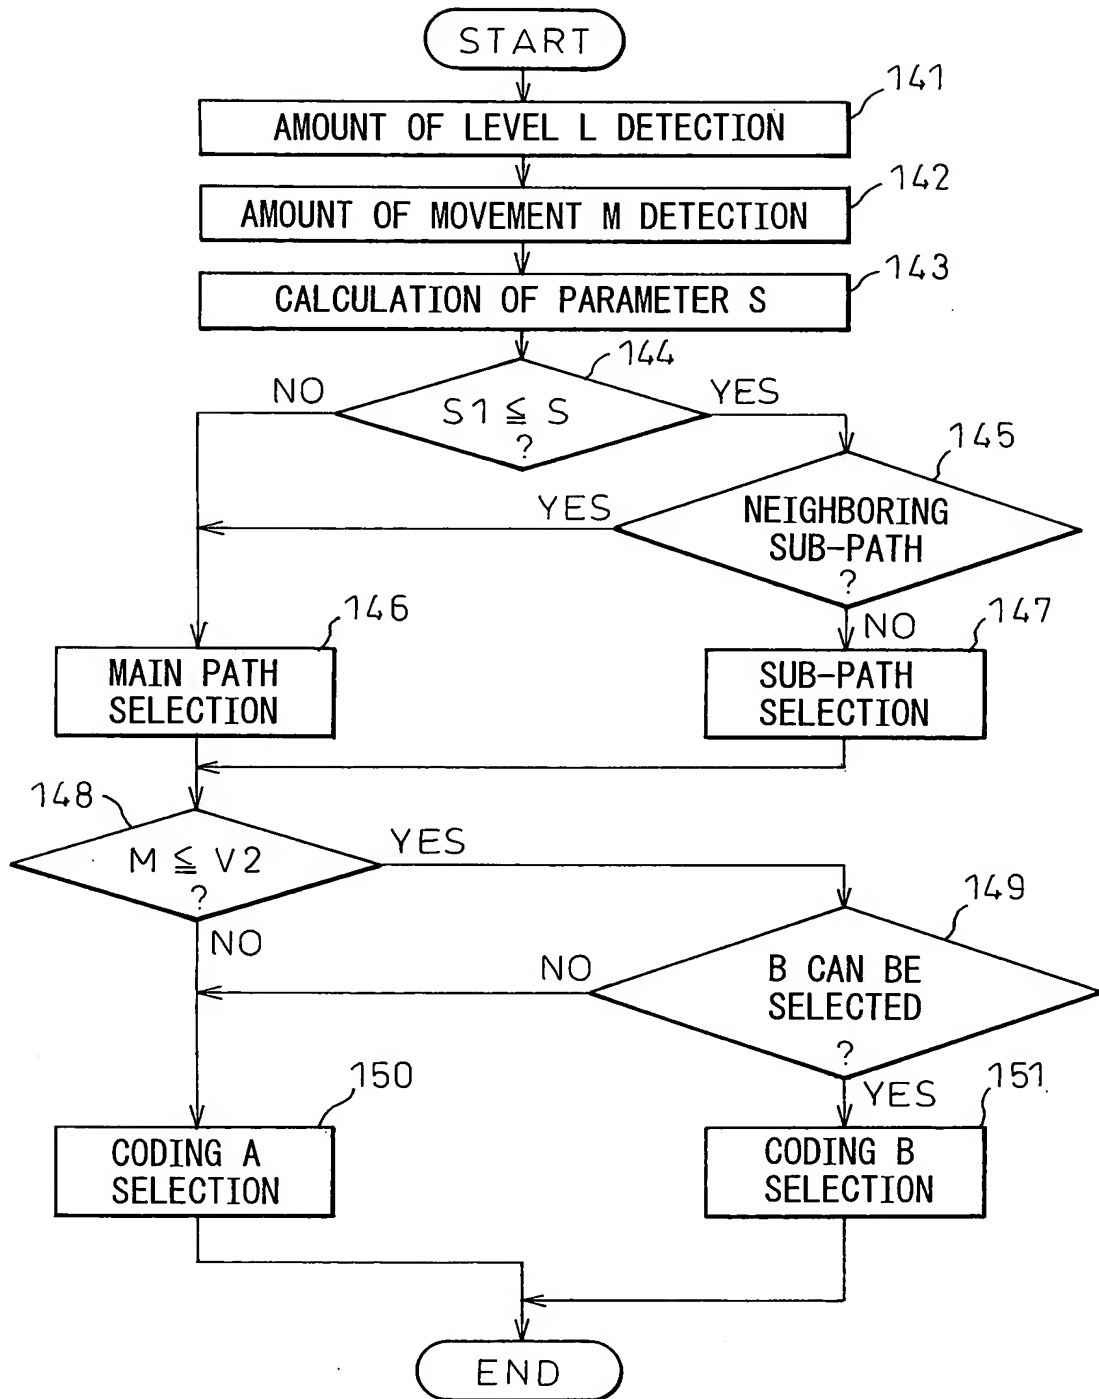 START
141
AMOUNT OF LEVEL L DETECTION
142
AMOUNT OF MOVEMENT M DETECTION
143
CALCULATION OF PARAMETER S
144
NO
YES
S1 ≦ S
?
145
YES
NEIGHBORING
SUB-PATH
?
146
NO
147
MAIN PATH
SELECTION
SUB-PATH
SELECTION
148
YES
M ≦ V2
?
149
NO
NO
B CAN BE
SELECTED
?
150
YES
151
CODING A
SELECTION
CODING B
SELECTION
END